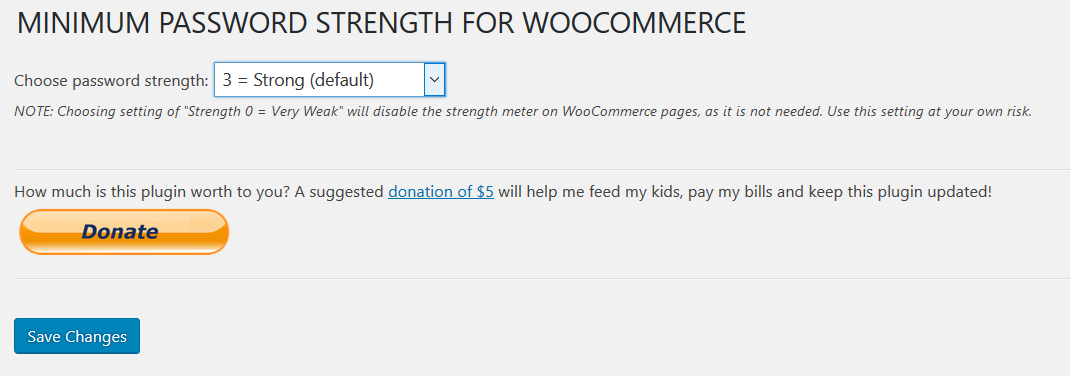 MINIMUM PASSWORD STRENGTH FOR WOOCOMMERCE
Choose password strength: 3 = Strong (default)
NOTE: Choosing setting of "Strength 0 = Very Weak" will disable the strength meter on WooCommerce pages, as it is not needed. Use this setting at your own risk.
How much is this plugin worth to you? A suggested donation of $5 will help me feed my kids, pay my bills and keep this plugin updated!
Donate
Save Changes